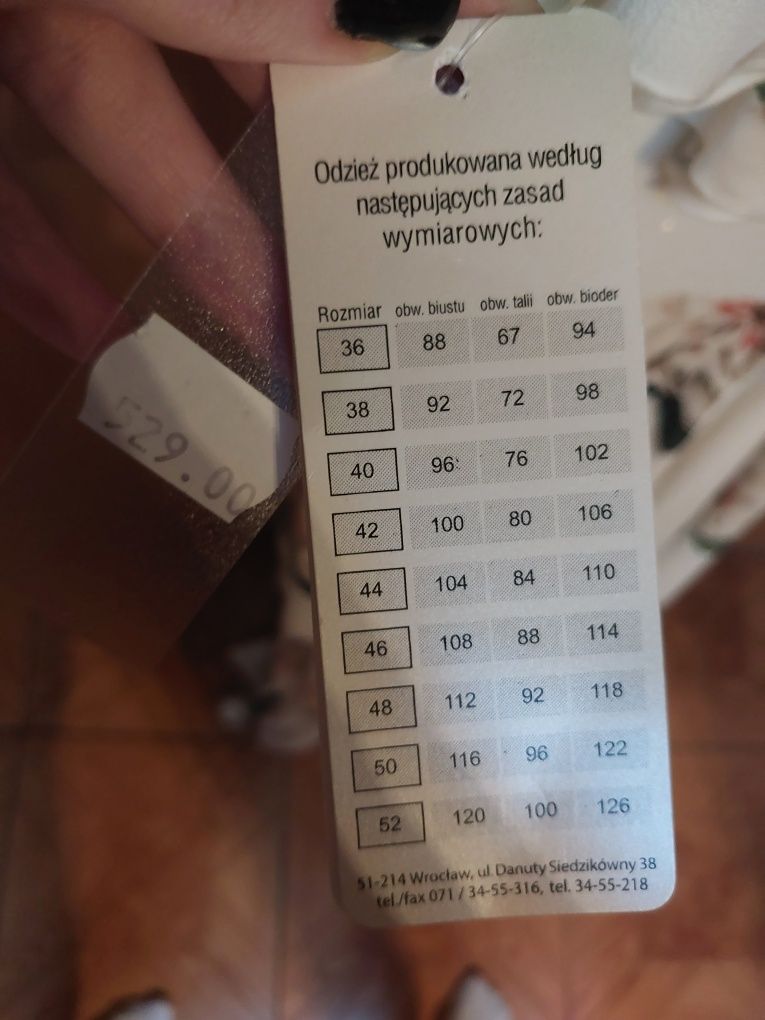 Odzież produkowana według
następujących zasad
wymiarowych:
Rozmiar obw. biustu obw. talii obw. bioder
36 88 67 94
38 92 72 98
40 96 76 102
42 100 80 106
44 104 84 110
46 108 88 114
48 112 92 118
50 116 96 122
52 120 100 126
51-214 Wrocław, ul. Danuty Siedzikówny 38
tel./fax 071 / 34-55-316, tel. 34-55-218
529.00